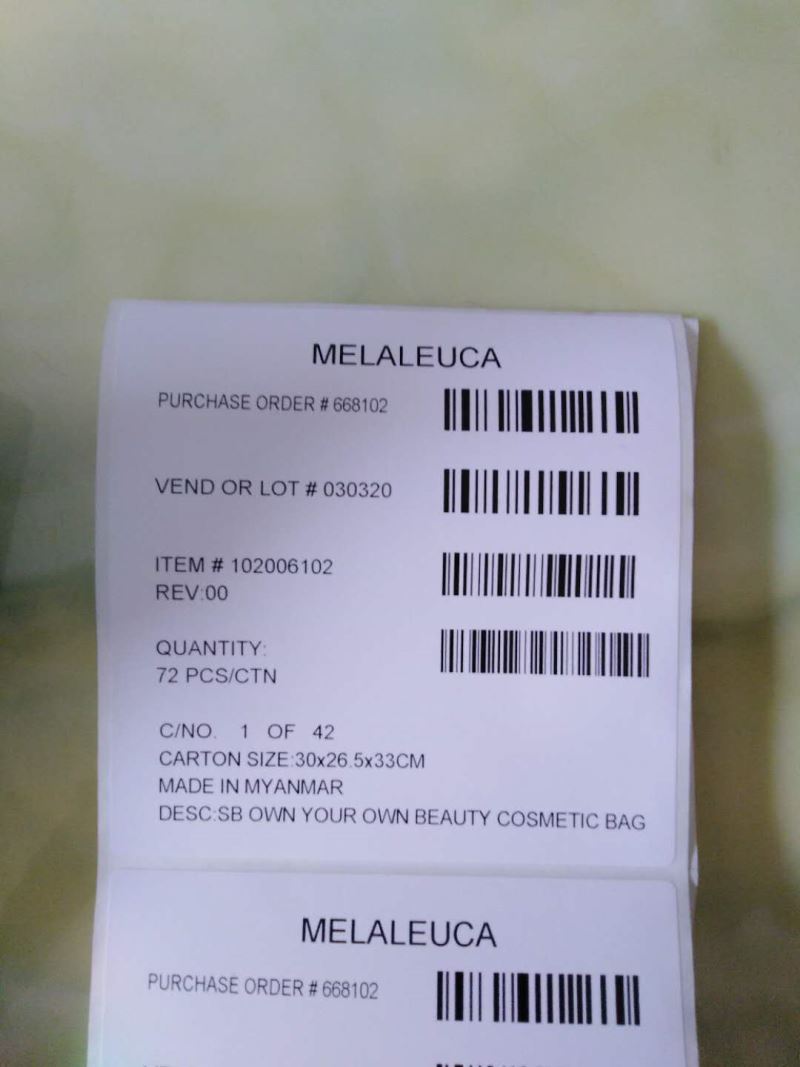 MELALEUCA
PURCHASE ORDER # 668102
VEND OR LOT # 030320
ITEM # 102006102
REV:00
QUANTITY:
72 PCS/CTN
C/NO. 1 OF 42
CARTON SIZE:30x26.5x33CM
MADE IN MYANMAR
DESC:SB OWN YOUR OWN BEAUTY COSMETIC BAG
MELALEUCA
PURCHASE ORDER # 668102